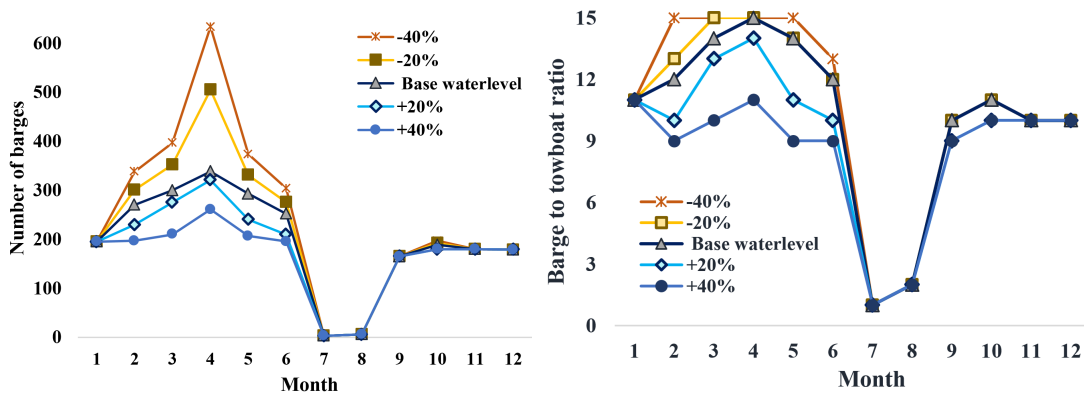 Number of barges
600
500
400
300
200
100
0
-40%
-20%
Base waterlevel
+20%
+40%
1 2 3 4 5 6 7 8 9 10 11 12
Month
Barge to towboat ratio
15
12
9
6
3
0
-40%
-20%
Base waterlevel
+20%
+40%
1 2 3 4 5 6 7 8 9 10 11 12
Month